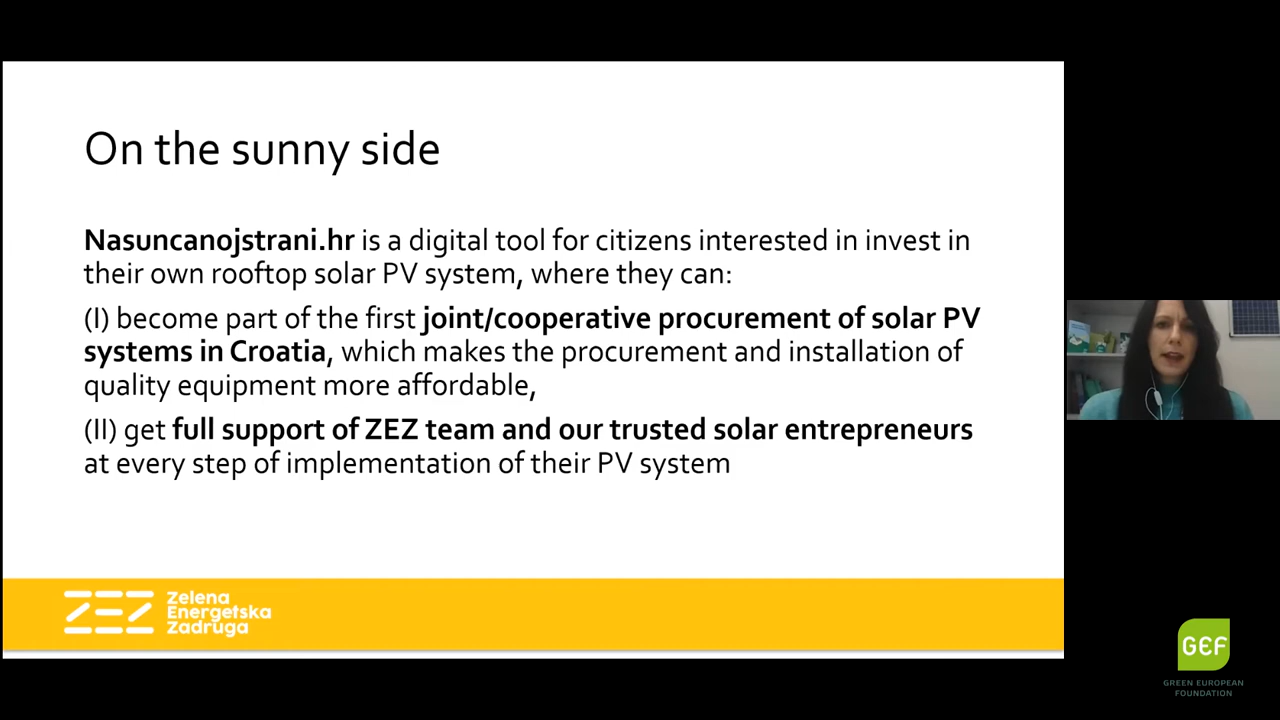 On the sunny side
Nasuncanojstrani.hr is a digital tool for citizens interested in invest in
their own rooftop solar PV system, where they can:
(I) become part of the first joint/cooperative procurement of solar PV
systems in Croatia, which makes the procurement and installation of
quality equipment more affordable,
(II) get full support of ZEZ team and our trusted solar entrepreneurs
at every step of implementation of their PV system
ZEZ
Zelena
Energetska
Zadruga
GEF
GREEN EUROPEAN
FOUNDATION